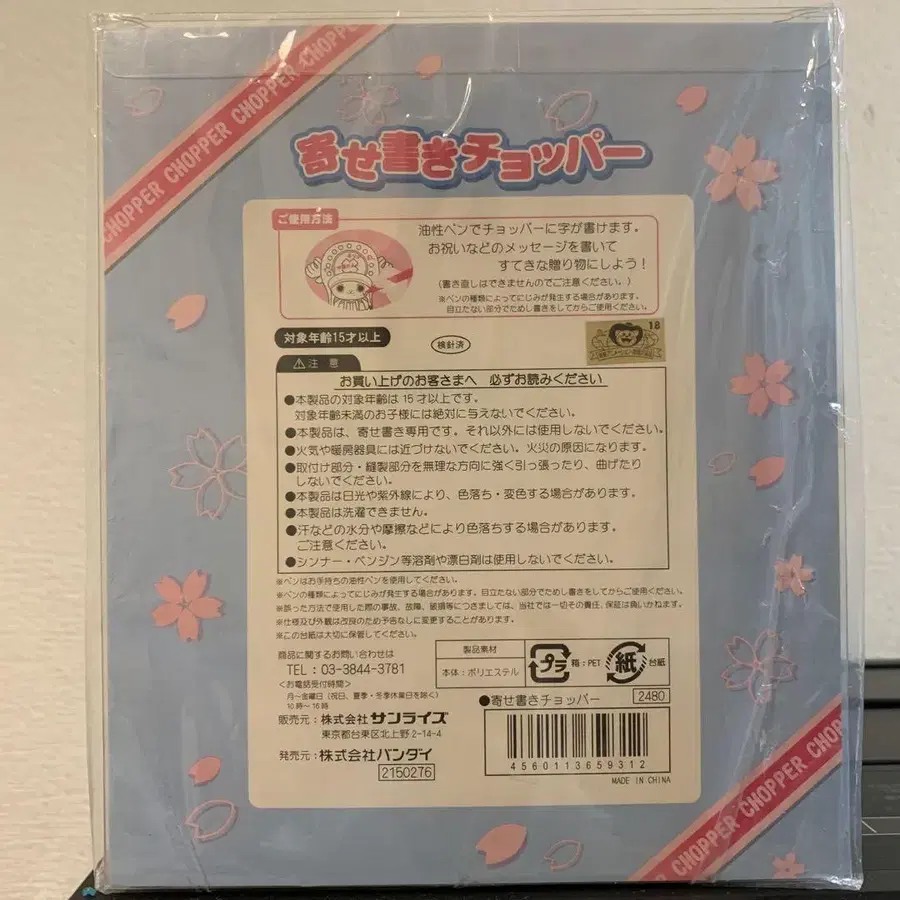 CHOPPER CHOPPER CHOPPER
寄せ書きチョッパー
ご使用方法
油性ペンでチョッパーに字が書けます。
お祝いなどのメッセージを書いて
すてきな贈り物にしよう!
(書き直しはできませんのでご注意ください。)
※ペンの種類によってにじみが発生する場合があります。
目立たない部分でためし書きをしてからご使用ください。
対象年齢15才以上
検針済
18
⚠注意
お買い上げのお客さまへ 必ずお読みください
●本製品の対象年齢は15才以上です。
対象年齢未満のお子様には絶対に与えないでください。
●本製品は、寄せ書き専用です。それ以外には使用しないでください。
●火気や暖房器具には近づけないでください。火災の原因になります。
●取付け部分・縫製部分を無理な方向に強く引っ張ったり、曲げたり
しないでください。
●本製品は日光や紫外線により、色落ち・変色する場合があります。
●本製品は洗濯できません。
●汗などの水分や摩擦などにより色落ちする場合があります。
ご注意ください。
●シンナー・ベンジン等溶剤や漂白剤は使用しないでください。
※ペンはお手持ちの油性ペンを使用してください。
※ペンの種類によってにじみが発生する場合があります。目立たない部分でためし書きをしてからご使用ください。
※誤った方法で使用した際の事故、故障、破損等につきましては、当社では一切その責任、保証は負いかねます。
※仕様及び外観は改良のため予告なしに変更することがあります。
※この台紙は大切に保管してください。
商品に関するお問い合わせは
TEL:03-3844-3781
<お電話受付時間>
月~金曜日(祝日、夏季・冬季休業日を除く)
10時~16時
販売元:株式会社サンライズ
東京都台東区北上野2-14-4
発売元:株式会社バンダイ
2150276
製品素材
本体:ポリエステル
プラ
箱:PET
紙
台紙
●寄せ書きチョッパー
2480
4560113659312
MADE IN CHINA
CHOPPER CHOPPER CHOP